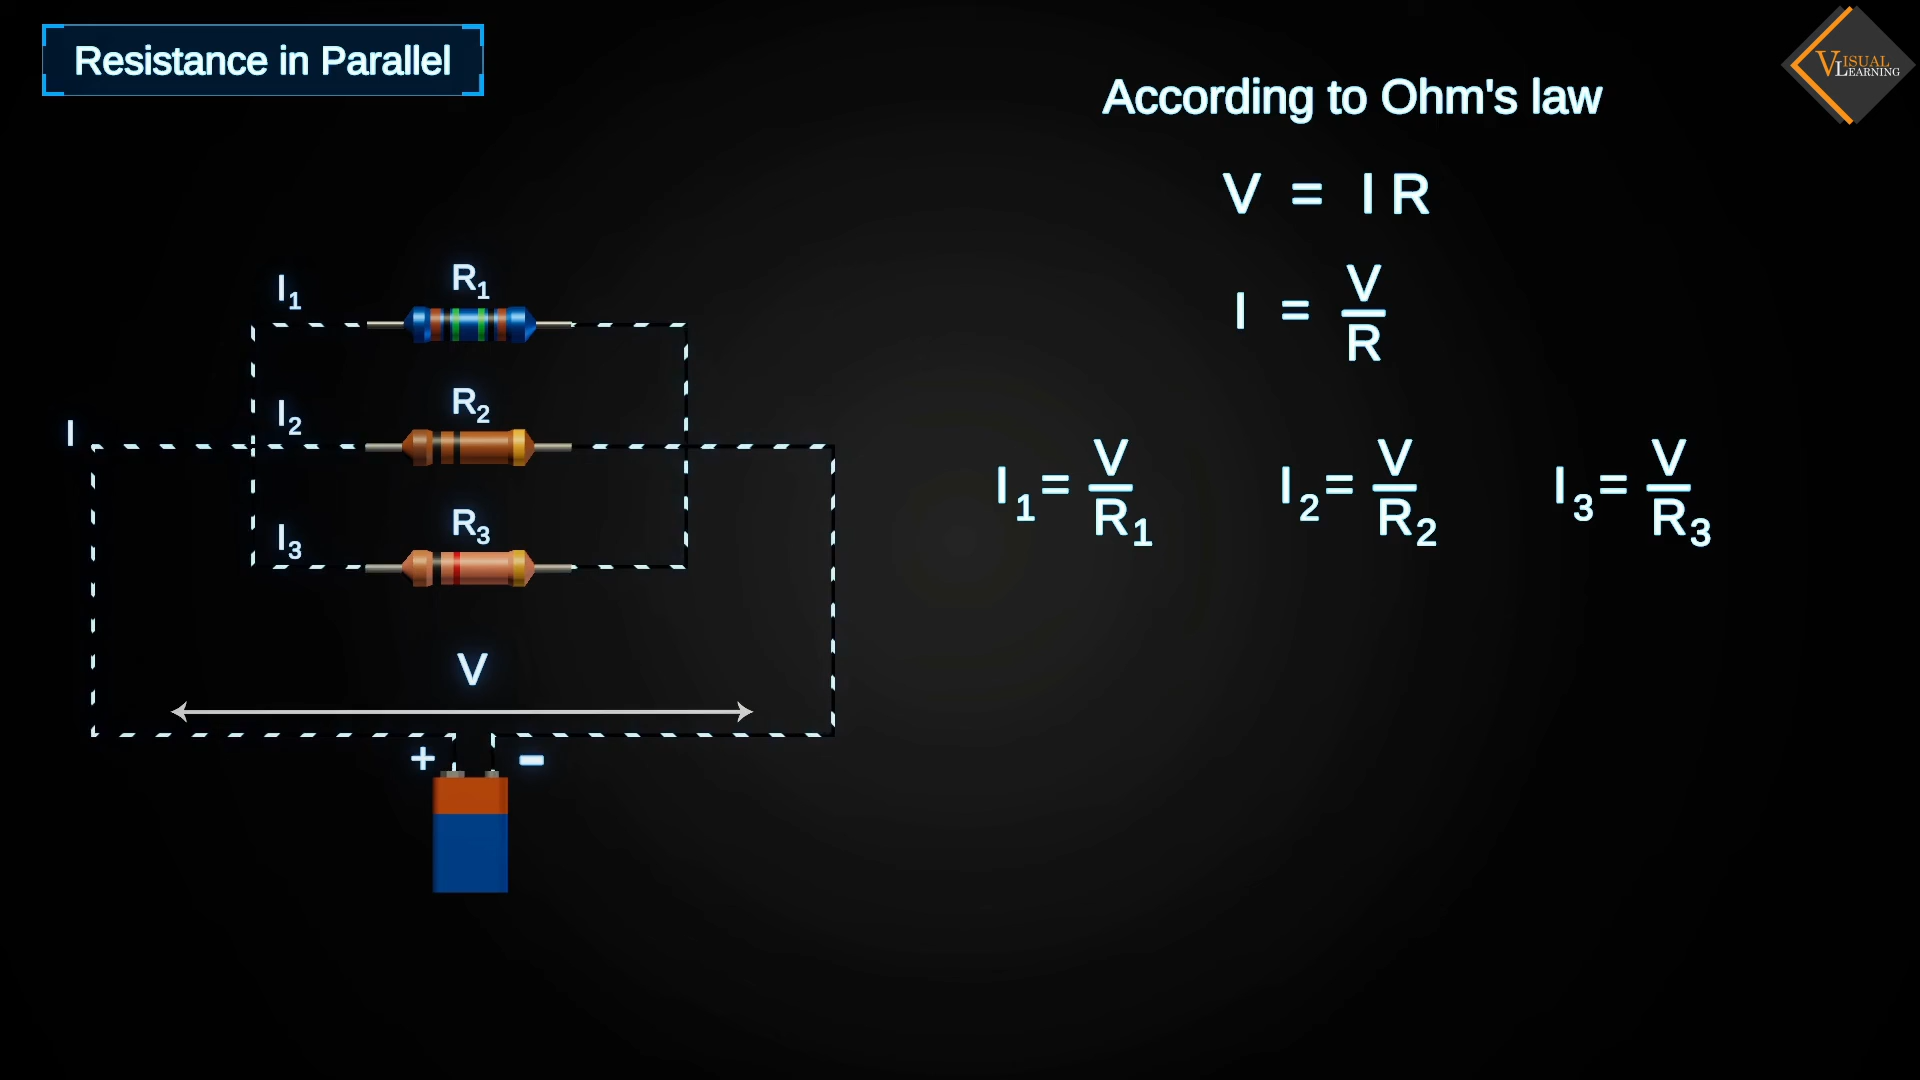 Resistance in Parallel
VISUAL
LEARNING
According to Ohm's law
V = I R
I = V/R
I₁ = V/R₁
I₂ = V/R₂
I₃ = V/R₃
I₁
R₁
I₂
R₂
I
I₃
R₃
V
+ -